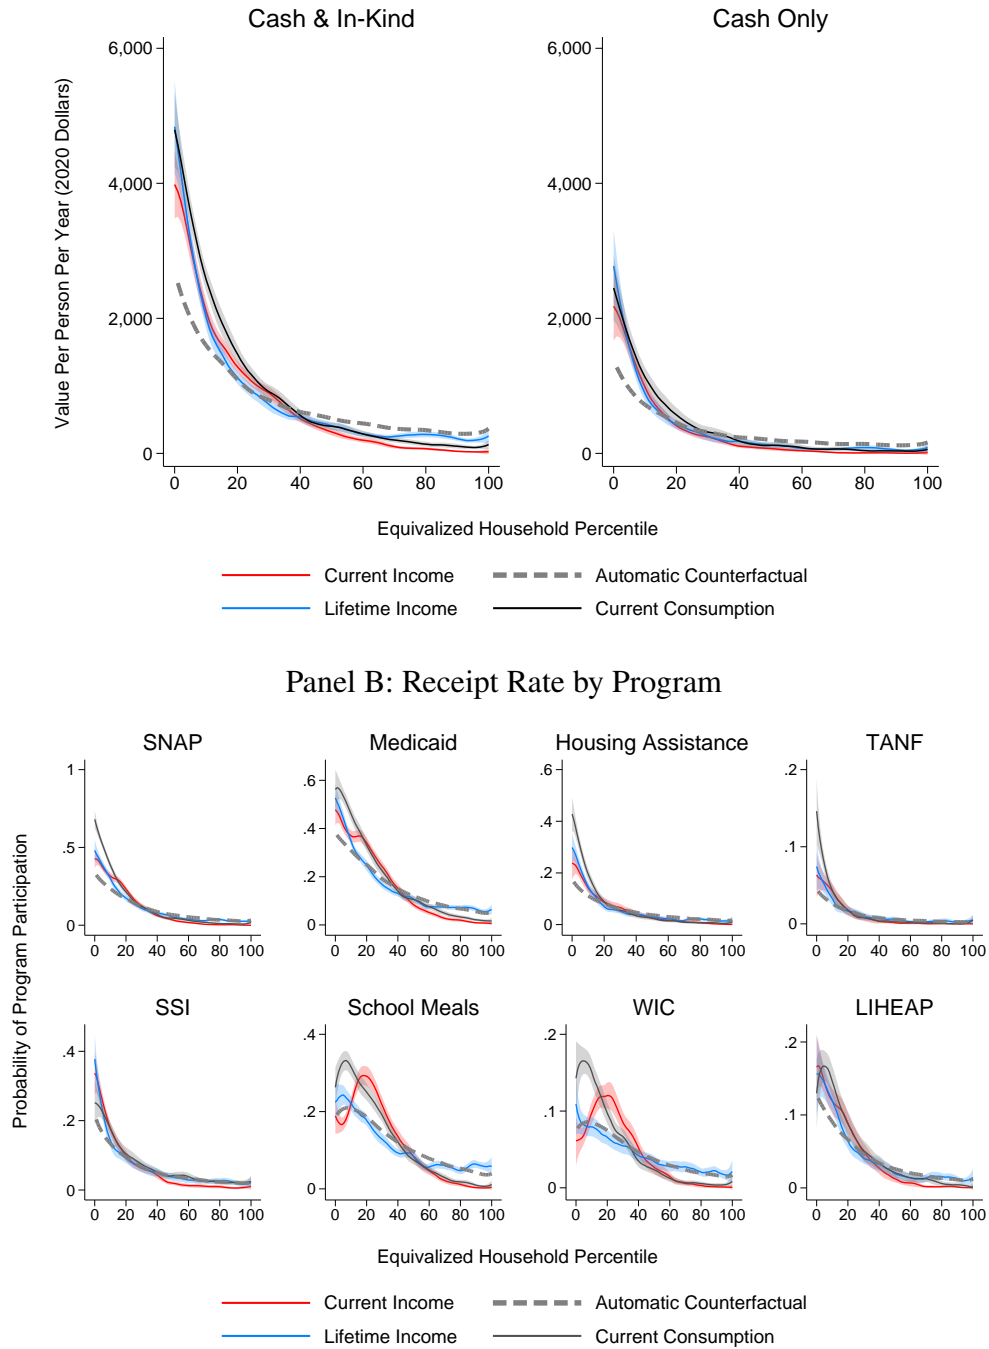 Cash & In-Kind
Cash Only
Value Per Person Per Year (2020 Dollars)
6,000
4,000
2,000
0
0 20 40 60 80 100
6,000
4,000
2,000
0
0 20 40 60 80 100
Equivalized Household Percentile
Current Income
Automatic Counterfactual
Lifetime Income
Current Consumption
Panel B: Receipt Rate by Program
Probability of Program Participation
SNAP
1
.5
0
0 20 40 60 80 100
Medicaid
.6
.4
.2
0
0 20 40 60 80 100
Housing Assistance
.6
.4
.2
0
0 20 40 60 80 100
TANF
.2
.1
0
0 20 40 60 80 100
SSI
.4
.2
0
0 20 40 60 80 100
School Meals
.4
.2
0
0 20 40 60 80 100
WIC
.2
.1
0
0 20 40 60 80 100
LIHEAP
.2
.1
0
0 20 40 60 80 100
Equivalized Household Percentile
Current Income
Automatic Counterfactual
Lifetime Income
Current Consumption